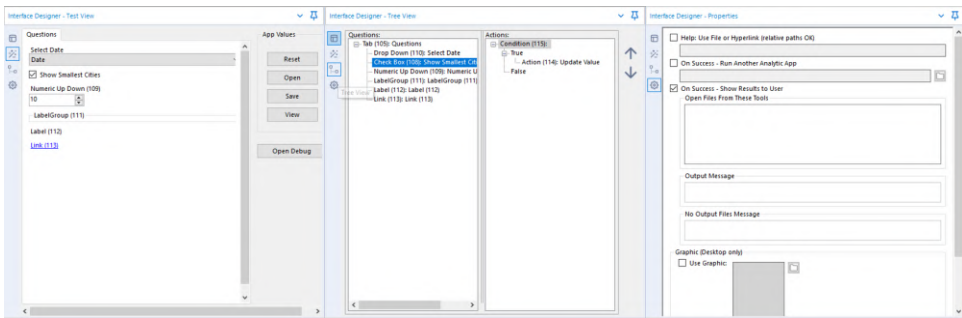 Interface Designer - Test View
Questions
Select Date
Date
Show Smallest Cities
Numeric Up Down (109)
10
LabelGroup (111)
Label (112)
Link (113)
App Values
Reset
Open
Save
View
Open Debug
Interface Designer - Tree View
Questions:
Tab (105): Questions
Drop Down (110): Select Date
Check Box (108): Show Smallest Citi
Numeric Up Down (109): Numeric U
LabelGroup (111): LabelGroup (111)
Label (112): Label (112)
Link (113): Link (113)
Tree View
Actions:
Condition (115):
True
Action (114): Update Value
False
Interface Designer - Properties
Help: Use File or Hyperlink (relative paths OK)
On Success - Run Another Analytic App
On Success - Show Results to User
Open Files From These Tools
Output Message
No Output Files Message
Graphic (Desktop only)
Use Graphic: